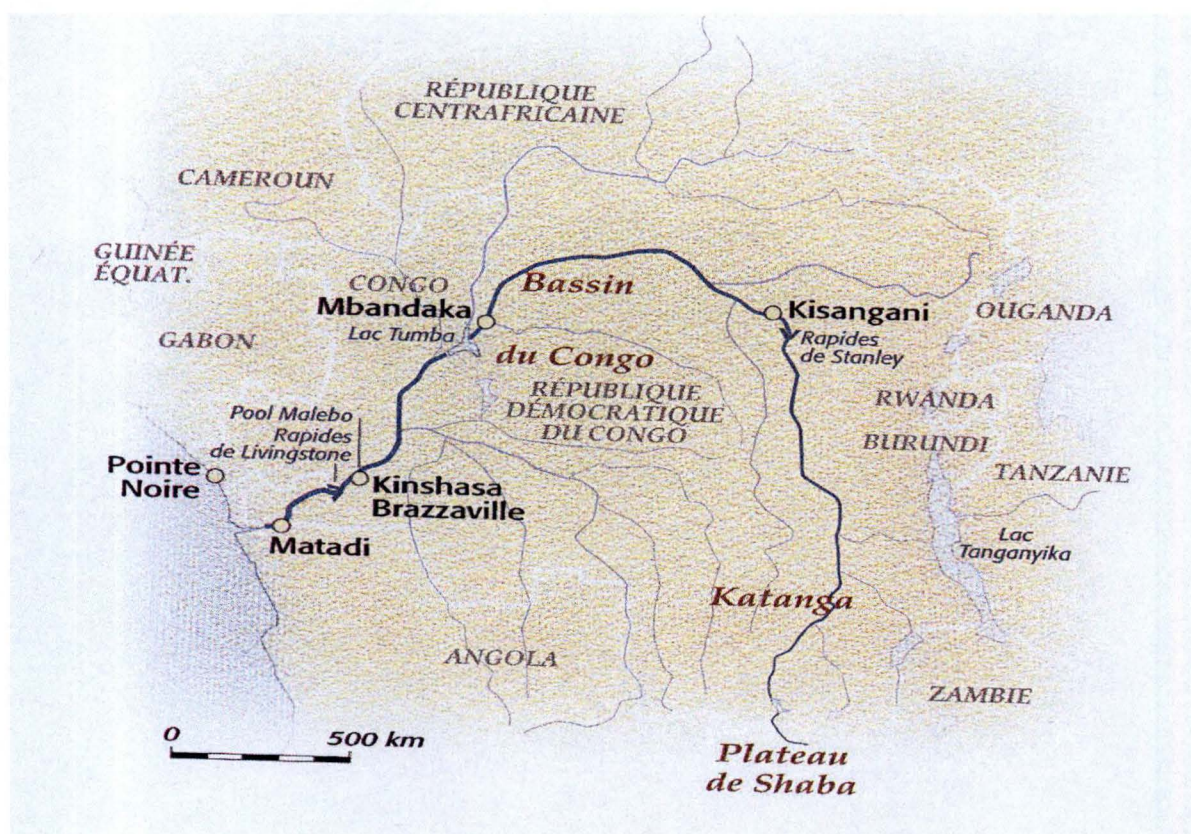 RÉPUBLIQUE
CENTRAFRICAINE
CAMEROUN
GUINÉE
ÉQUAT.
CONGO
Bassin
Mbandaka
Kisangani
OUGANDA
Lac Tumba
GABON
Rapides
de Stanley
du Congo
RÉPUBLIQUE
DÉMOCRATIQUE
DU CONGO
RWANDA
Pool Malebo
Rapides
de Livingstone
BURUNDI
TANZANIE
Pointe
Noire
Kinshasa
Brazzaville
Matadi
Lac
Tanganyika
Katanga
ANGOLA
ZAMBIE
0
500 km
Plateau
de Shaba